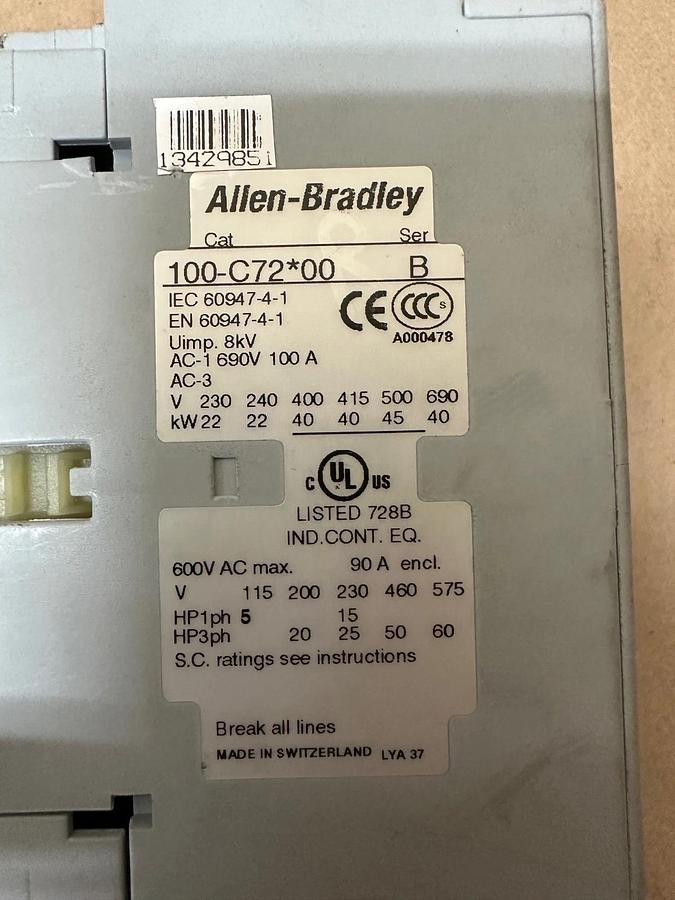 13429851
Allen-Bradley
Cat Ser
100-C72*00 B
IEC 60947-4-1
EN 60947-4-1
CE CCC S
A000478
Uimp. 8kV
AC-1 690V 100 A
AC-3
V 230 240 400 415 500 690
kW 22 22 40 40 45 40
C UL US
LISTED 728B
IND.CONT. EQ.
600V AC max. 90 A encl.
V 115 200 230 460 575
HP1ph 5 15
HP3ph 20 25 50 60
S.C. ratings see instructions
Break all lines
MADE IN SWITZERLAND LYA 37